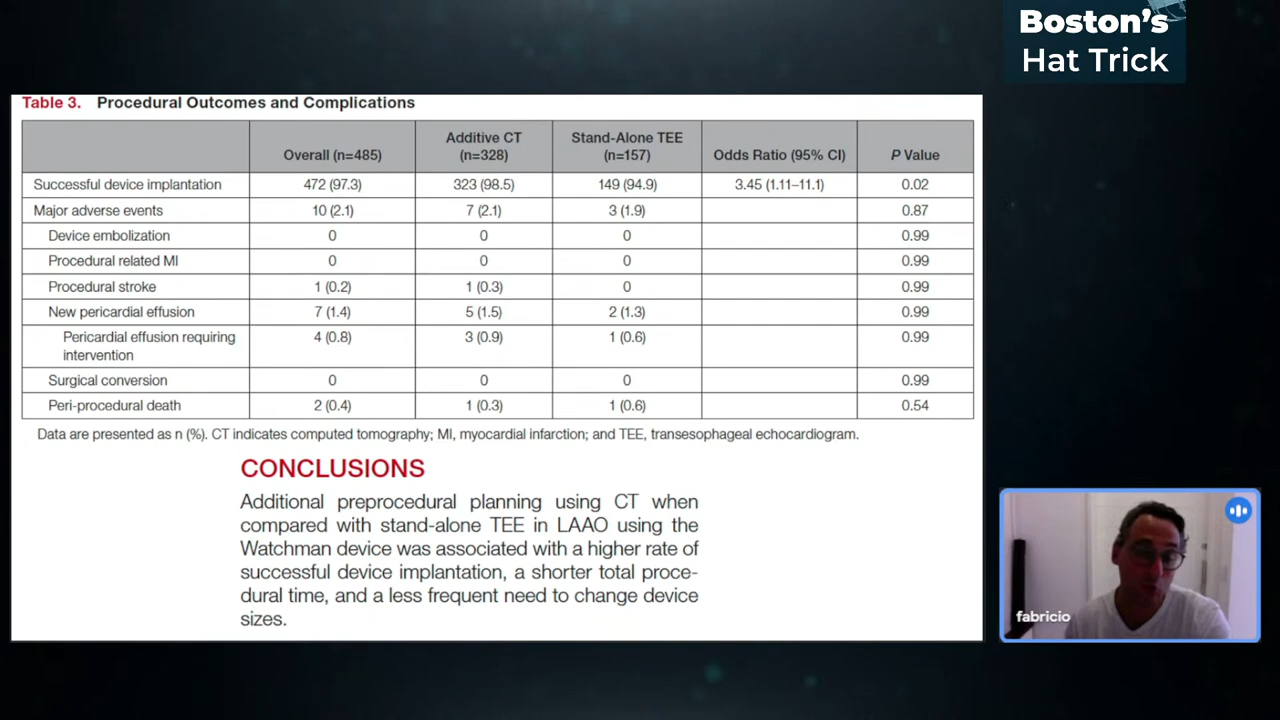 Boston's
Hat Trick
Table 3. Procedural Outcomes and Complications
Overall (n=485) Additive CT (n=328) Stand-Alone TEE (n=157) Odds Ratio (95% CI) P Value
Successful device implantation 472 (97.3) 323 (98.5) 149 (94.9) 3.45 (1.11–11.1) 0.02
Major adverse events 10 (2.1) 7 (2.1) 3 (1.9) 0.87
Device embolization 0 0 0 0.99
Procedural related MI 0 0 0 0.99
Procedural stroke 1 (0.2) 1 (0.3) 0 0.99
New pericardial effusion 7 (1.4) 5 (1.5) 2 (1.3) 0.99
Pericardial effusion requiring intervention 4 (0.8) 3 (0.9) 1 (0.6) 0.99
Surgical conversion 0 0 0 0.99
Peri-procedural death 2 (0.4) 1 (0.3) 1 (0.6) 0.54
Data are presented as n (%). CT indicates computed tomography; MI, myocardial infarction; and TEE, transesophageal echocardiogram.
CONCLUSIONS
Additional preprocedural planning using CT when
compared with stand-alone TEE in LAAO using the
Watchman device was associated with a higher rate of
successful device implantation, a shorter total proce-
dural time, and a less frequent need to change device
sizes.
fabricio